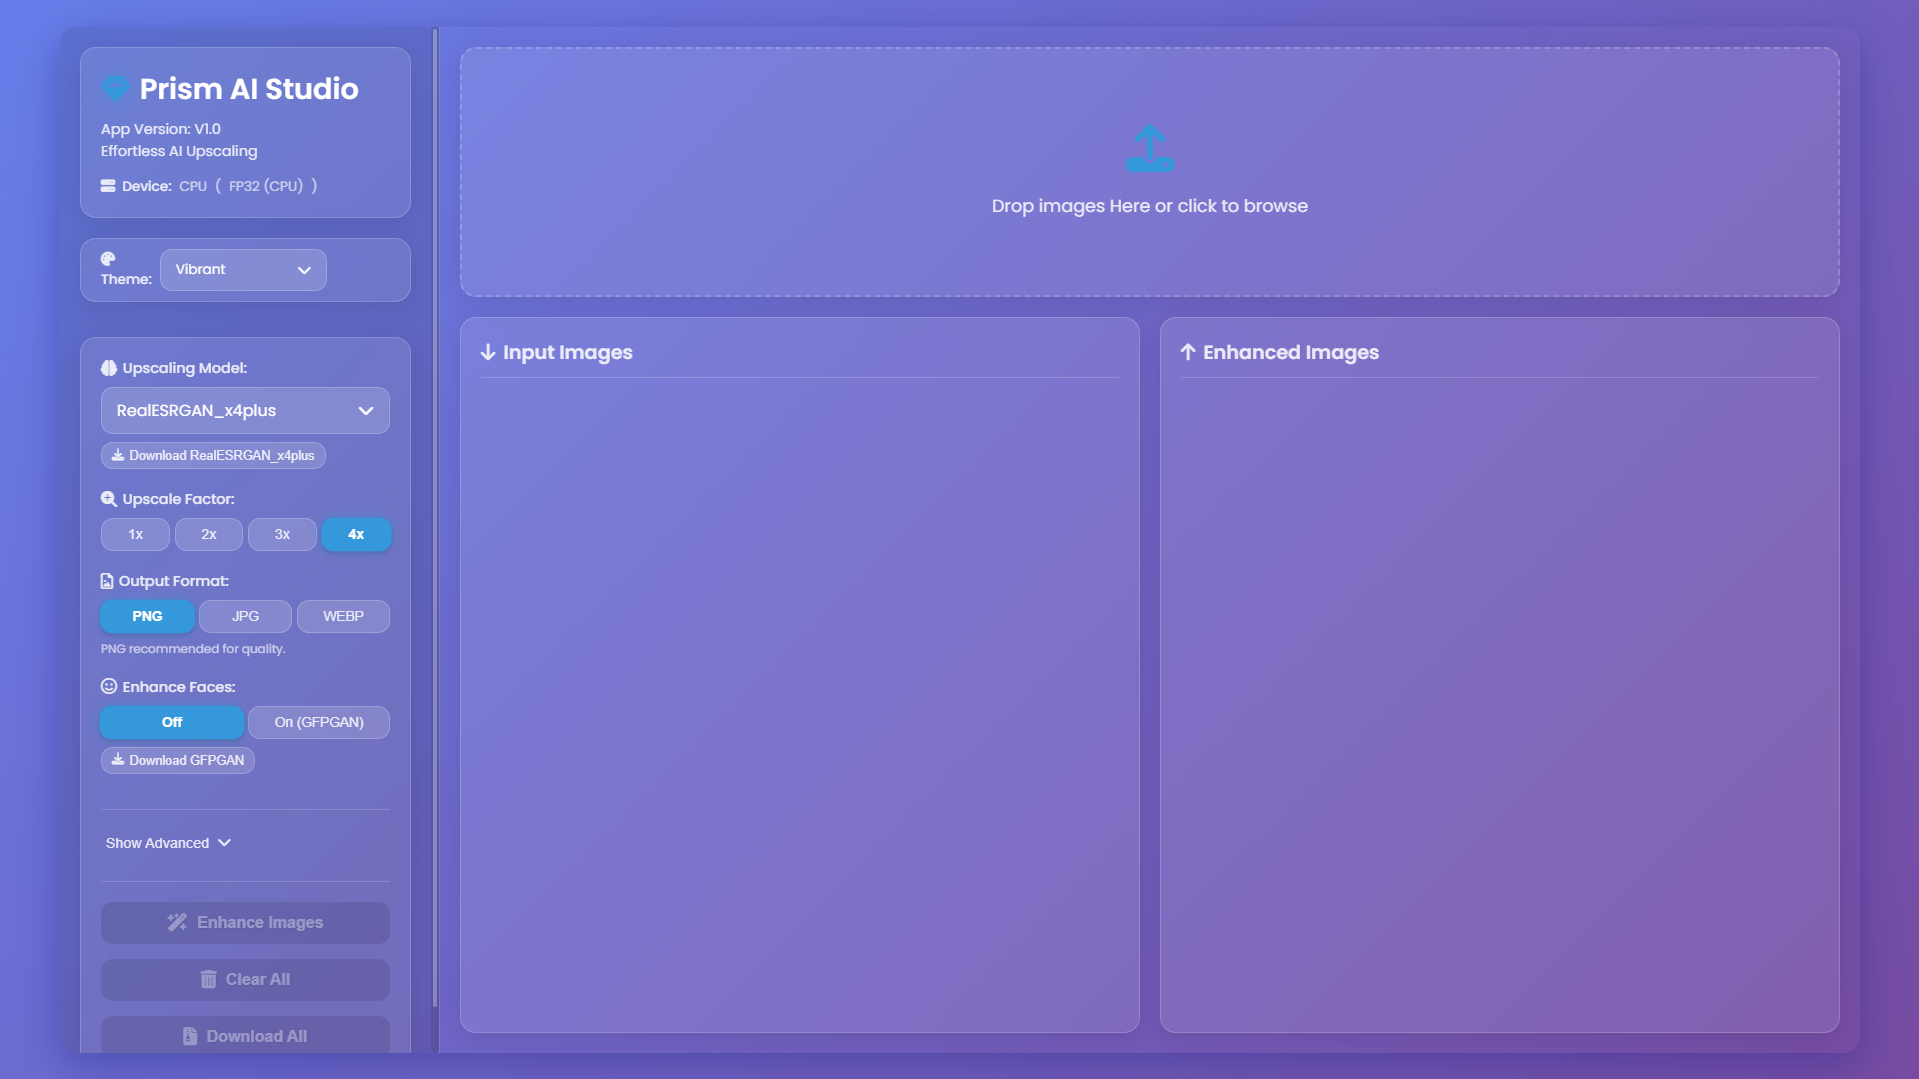 Prism AI Studio
App Version: V1.0
Effortless AI Upscaling
Device: CPU ( FP32 (CPU) )
Theme: Vibrant
Upscaling Model:
RealESRGAN_x4plus
Download RealESRGAN_x4plus
Upscale Factor:
1x 2x 3x 4x
Output Format:
PNG JPG WEBP
PNG recommended for quality.
Enhance Faces:
Off On (GFPGAN)
Download GFPGAN
Show Advanced
Enhance Images
Clear All
Download All
Drop images Here or click to browse
Input Images
Enhanced Images